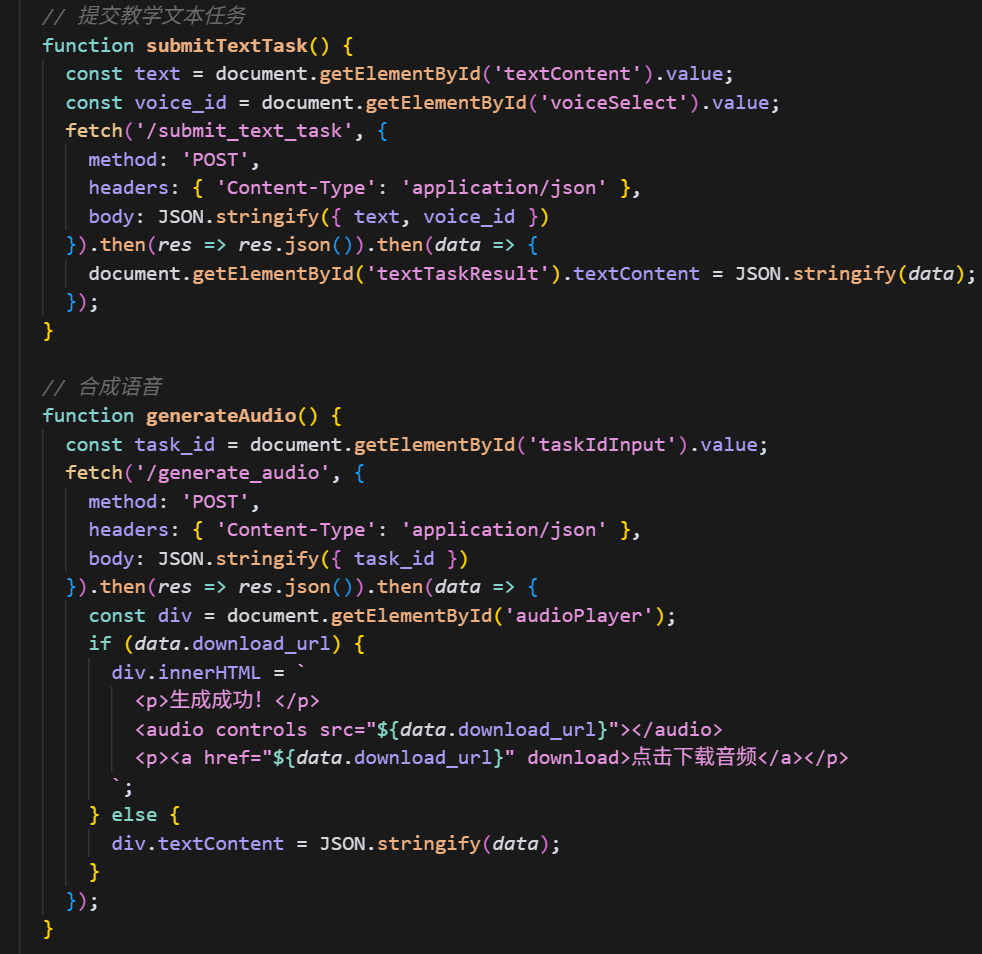 // 提交教学文本任务
function submitTextTask() {
  const text = document.getElementById('textContent').value;
  const voice_id = document.getElementById('voiceSelect').value;
  fetch('/submit_text_task', {
    method: 'POST',
    headers: { 'Content-Type': 'application/json' },
    body: JSON.stringify({ text, voice_id })
  }).then(res => res.json()).then(data => {
    document.getElementById('textTaskResult').textContent = JSON.stringify(data);
  });
}

// 合成语音
function generateAudio() {
  const task_id = document.getElementById('taskIdInput').value;
  fetch('/generate_audio', {
    method: 'POST',
    headers: { 'Content-Type': 'application/json' },
    body: JSON.stringify({ task_id })
  }).then(res => res.json()).then(data => {
    const div = document.getElementById('audioPlayer');
    if (data.download_url) {
      div.innerHTML = `
        <p>生成成功！</p>
        <audio controls src="${data.download_url}"></audio>
        <p><a href="${data.download_url}" download>点击下载音频</a></p>
      `;
    } else {
      div.textContent = JSON.stringify(data);
    }
  });
}